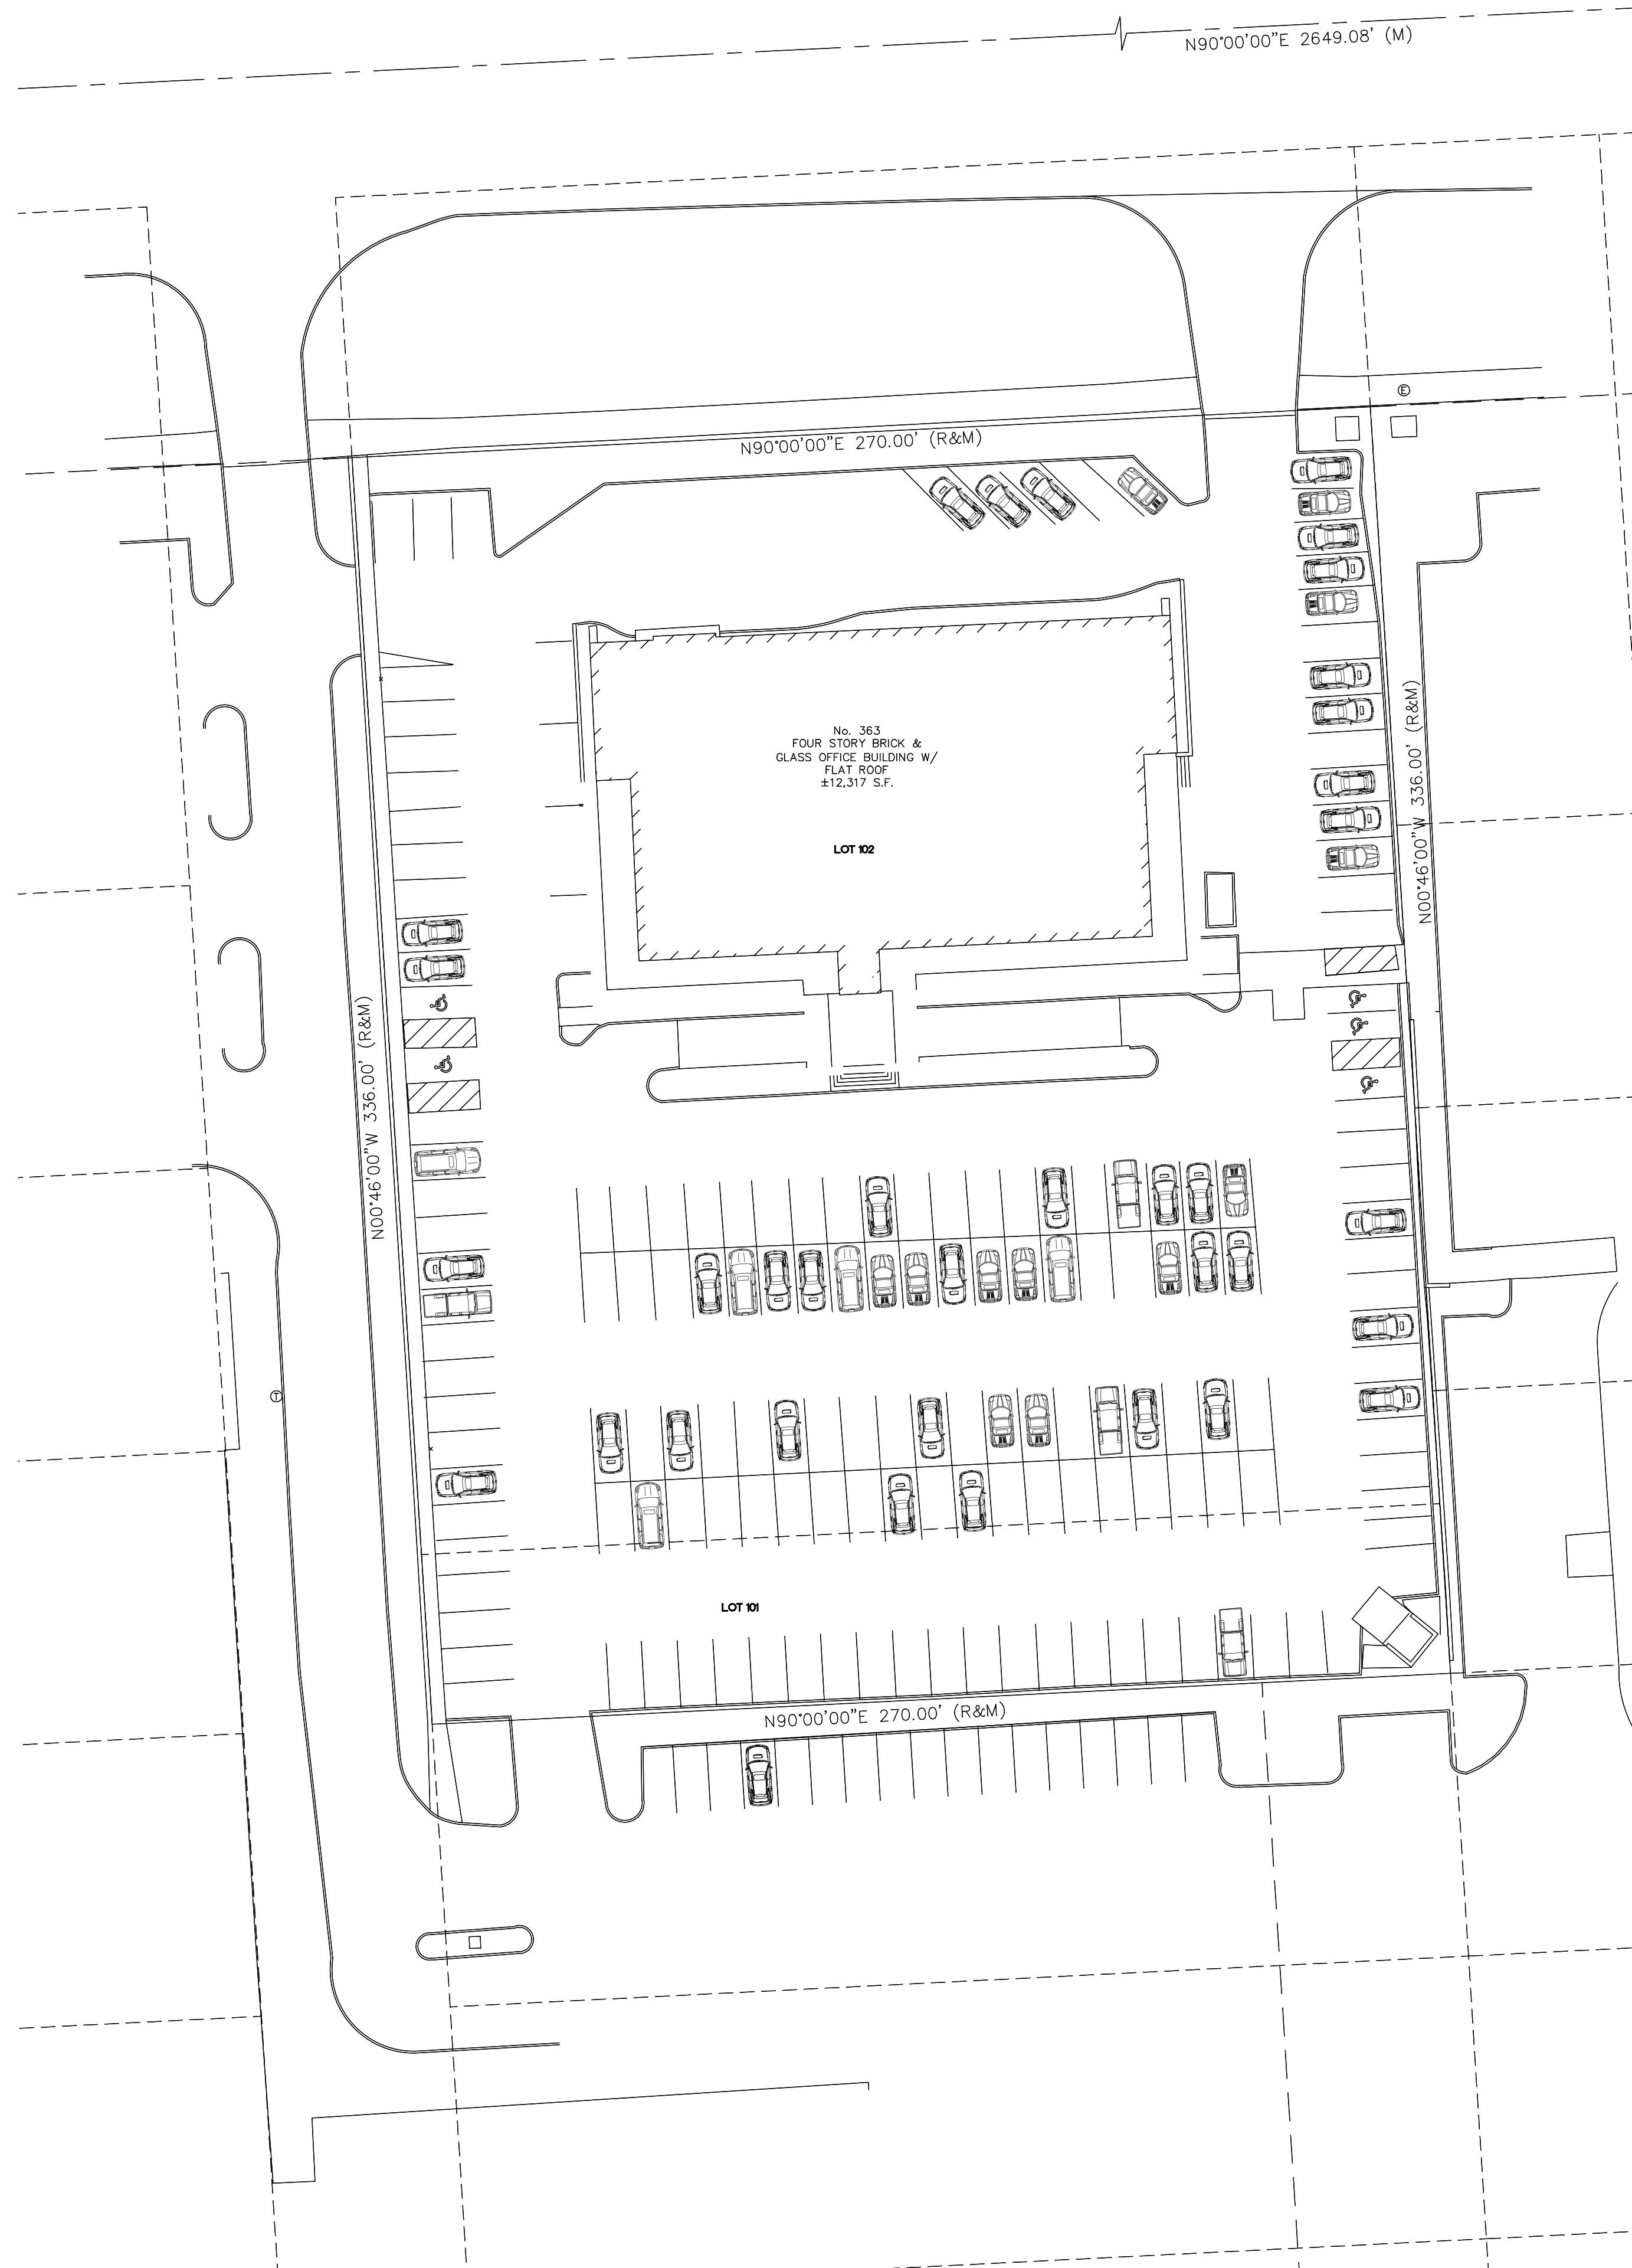 N90°00'00"E 2649.08' (M)
E
N90°00'00"E 270.00' (R&M)
No. 363
FOUR STORY BRICK &
GLASS OFFICE BUILDING W/
FLAT ROOF
±12,317 S.F.
LOT 102
N00°46'00"W 336.00' (R&M)
N00°46'00"W 336.00' (R&M)
T
LOT 101
N90°00'00"E 270.00' (R&M)